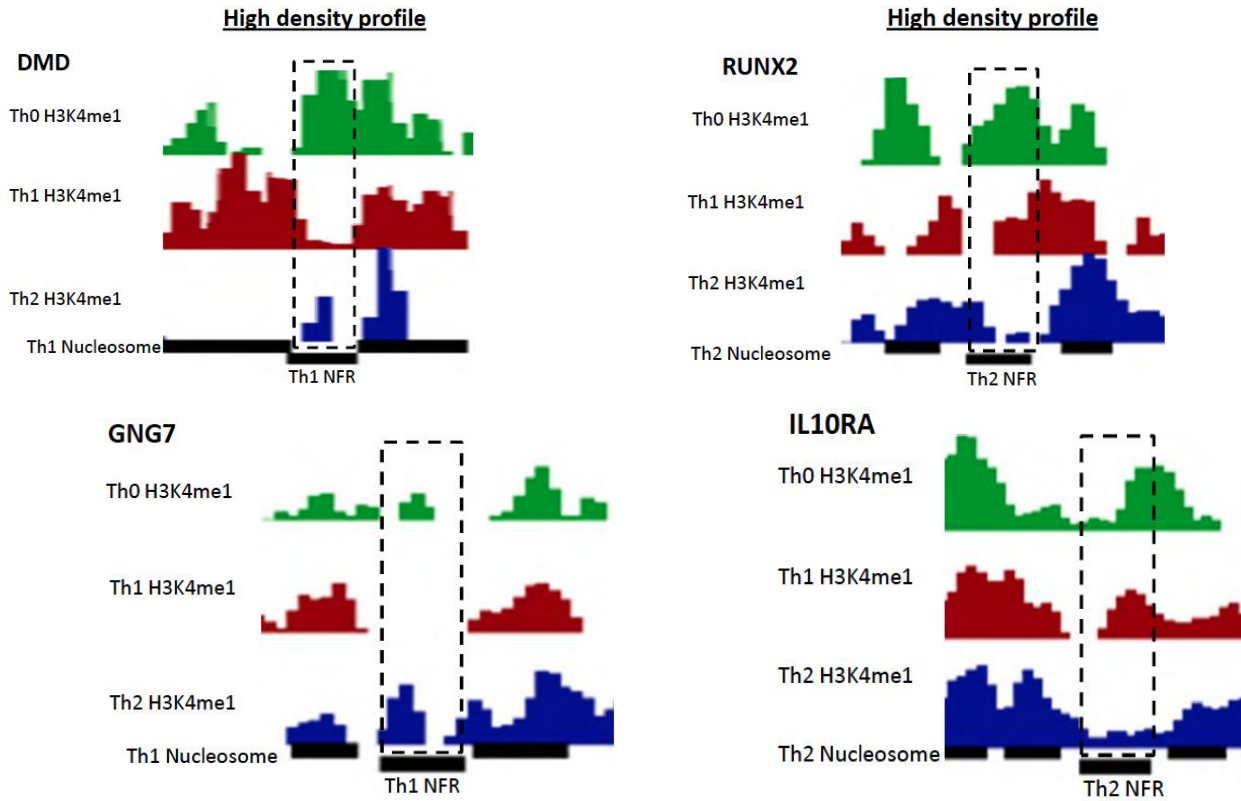 High density profile
DMD
Th0 H3K4me1
Th1 H3K4me1
Th2 H3K4me1
Th1 Nucleosome
Th1 NFR
High density profile
RUNX2
Th0 H3K4me1
Th1 H3K4me1
Th2 H3K4me1
Th2 Nucleosome
Th2 NFR
GNG7
Th0 H3K4me1
Th1 H3K4me1
Th2 H3K4me1
Th1 Nucleosome
Th1 NFR
IL10RA
Th0 H3K4me1
Th1 H3K4me1
Th2 H3K4me1
Th2 Nucleosome
Th2 NFR